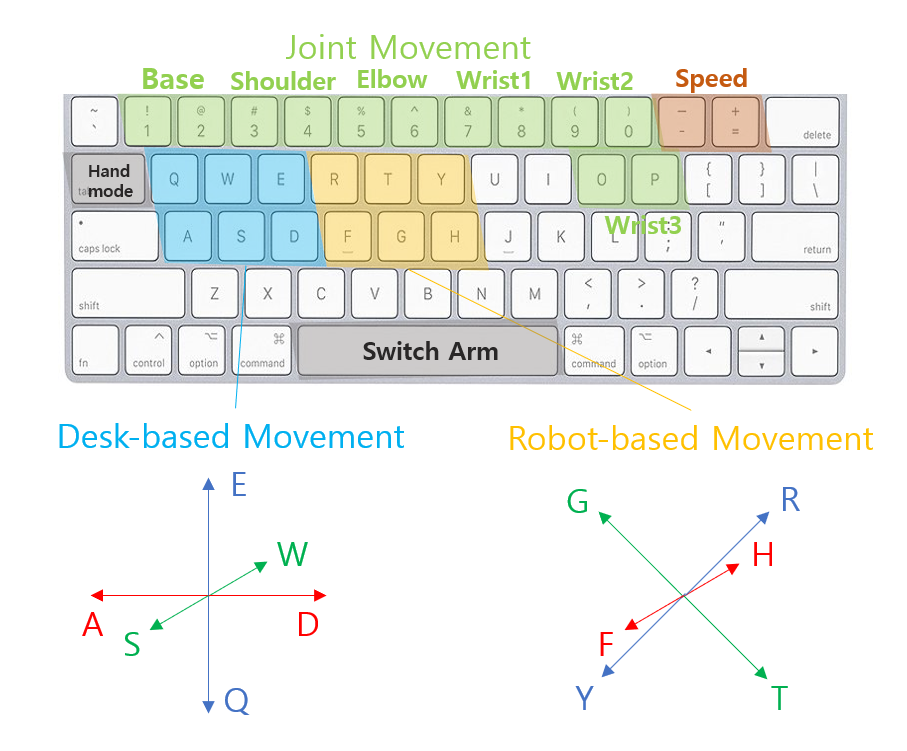 Joint Movement
Base Shoulder Elbow Wrist1 Wrist2 Speed
~ ! @ # $ % ^ & * ( ) — +
` 1 2 3 4 5 6 7 8 9 0 - = delete
Hand mode
tab Q W E R T Y U I O P { [ } ] | \
Wrist3
caps lock A S D F G H J K L : ; " ' return
shift Z X C V B N M < , > . ? / shift
fn control option ⌘ command Switch Arm ⌘ command option
Desk-based Movement
Robot-based Movement
E
W
A
D
S
Q
G
R
H
F
Y
T